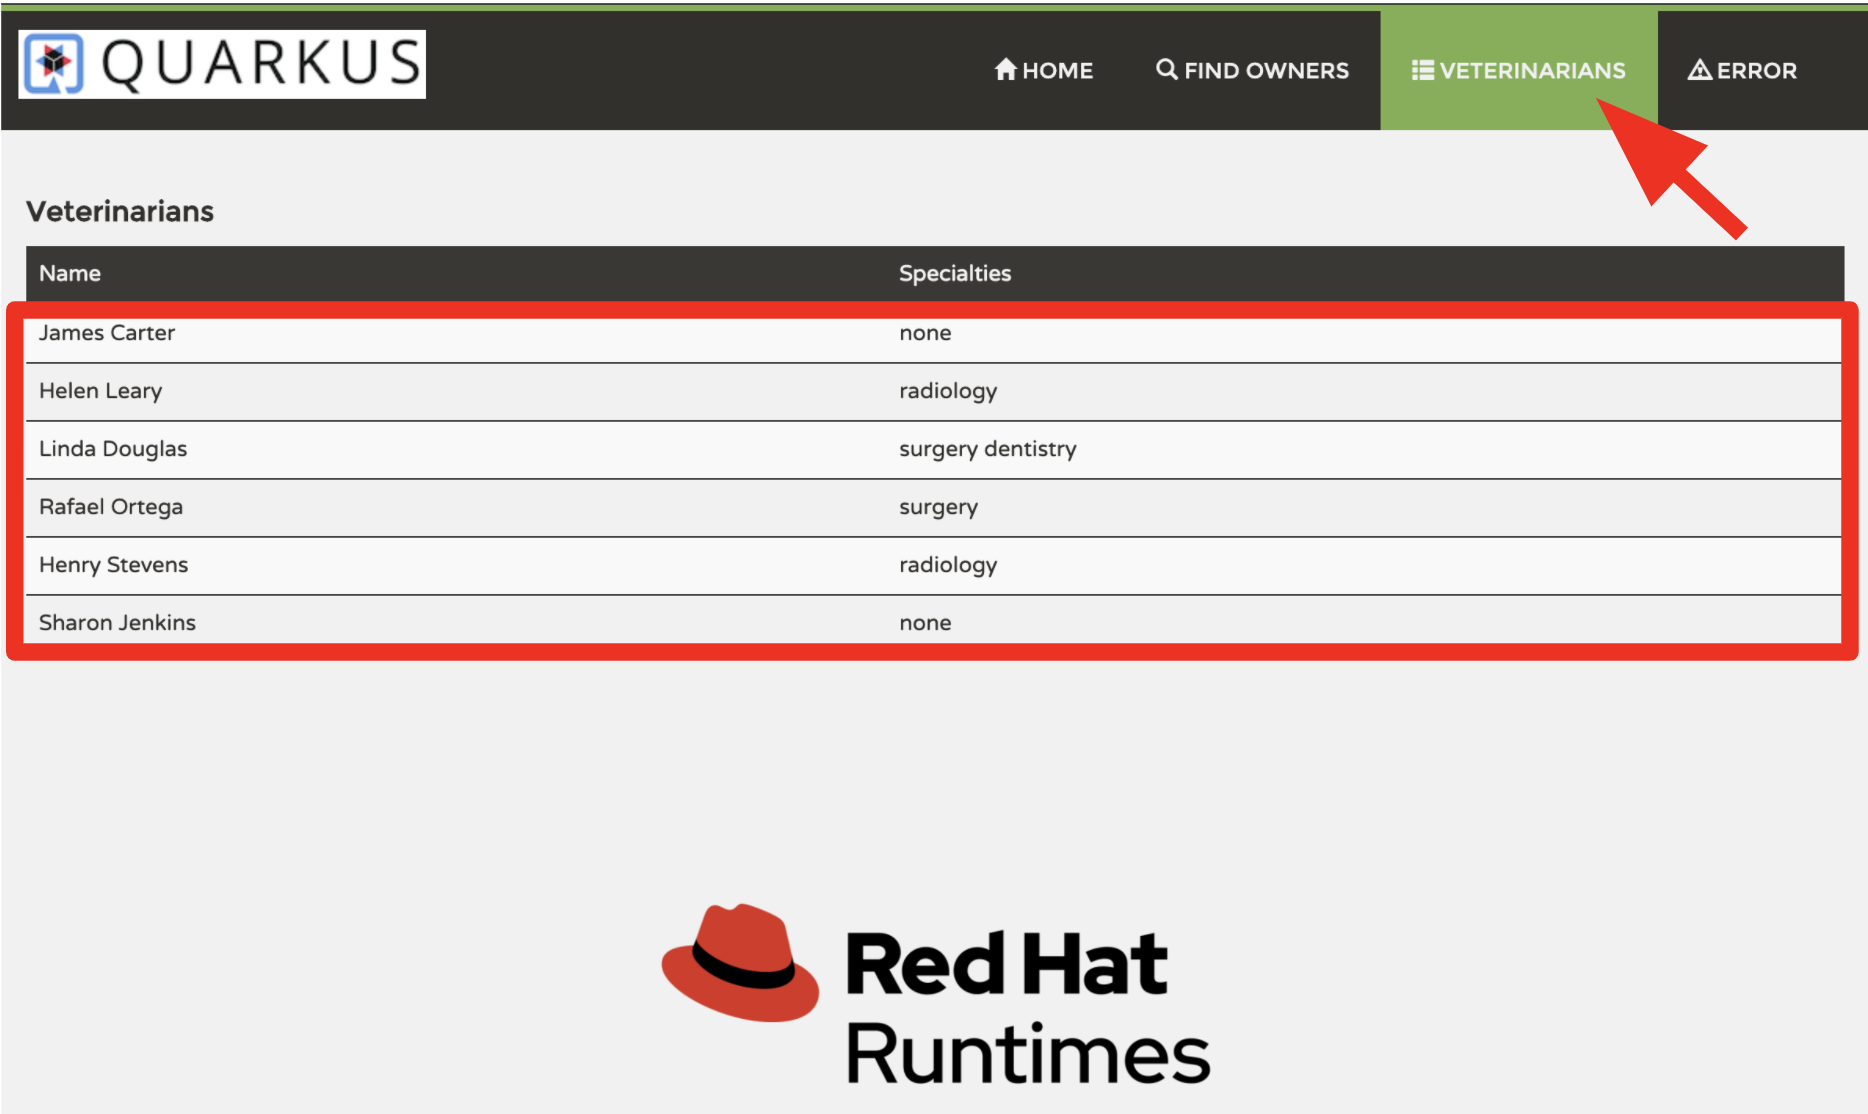 QUARKUS
HOME FIND OWNERS VETERINARIANS ERROR
Veterinarians
Name Specialties
James Carter none
Helen Leary radiology
Linda Douglas surgery dentistry
Rafael Ortega surgery
Henry Stevens radiology
Sharon Jenkins none
Red Hat
Runtimes